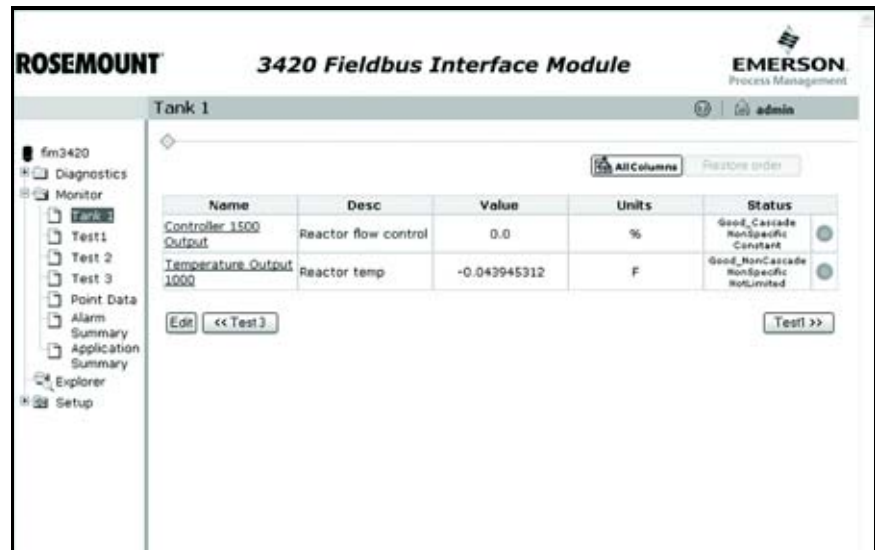 ROSEMOUNT
3420 Fieldbus Interface Module
EMERSON.
Process Management
Tank 1
admin
fim3420
Diagnostics
Monitor
Tank 1
Test1
Test 2
Test 3
Point Data
Alarm
Summary
Application
Summary
Explorer
Setup
All Columns
Restore order
Name Desc Value Units Status
Controller 1500
Output
Reactor flow control
0.0
%
Good_Cascade
NonSpecific
Constant
Temperature Output
1000
Reactor temp
-0.043945312
F
Good_NonCascade
NonSpecific
NotLimited
Edit
<< Test 3
Test1 >>